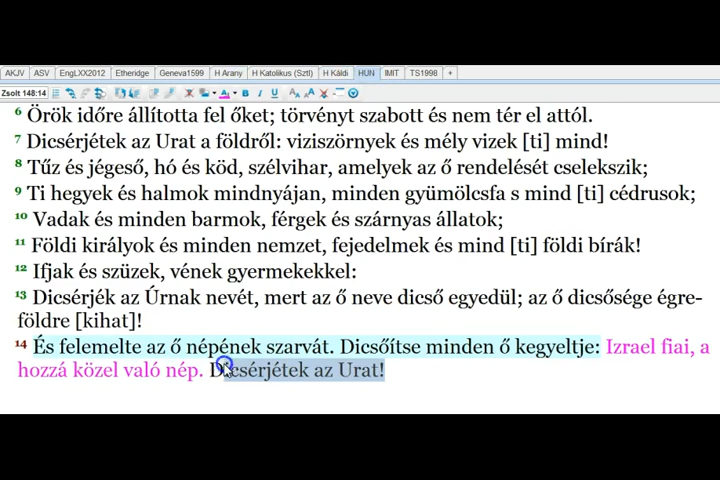 AKJV ASV EngLXX2012 Etheridge Geneva1599 H Arany H Katolikus (Sztl) H Káldi HUN IMIT TS1998 +
Zsolt 148:14 B I U
6 Örök időre állította fel őket; törvényt szabott és nem tér el attól.
7 Dicsérjétek az Urat a földről: viziszörnyek és mély vizek [ti] mind!
8 Tűz és jégeső, hó és köd, szélvihar, amelyek az ő rendelését cselekszik;
9 Ti hegyek és halmok mindnyájan, minden gyümölcsfa s mind [ti] cédrusok;
10 Vadak és minden barmok, férgek és szárnyas állatok;
11 Földi királyok és minden nemzet, fejedelmek és mind [ti] földi bírák!
12 Ifjak és szüzek, vének gyermekekkel:
13 Dicsérjék az Úrnak nevét, mert az ő neve dicső egyedül; az ő dicsősége égre-
földre [kihat]!
14 És felemelte az ő népének szarvát. Dicsőítse minden ő kegyeltje: Izrael fiai, a
hozzá közel való nép. Dicsérjétek az Urat!